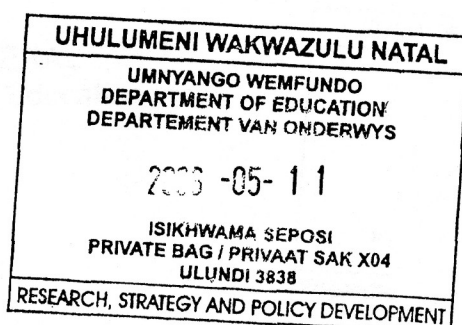 UHULUMENI WAKWAZULU NATAL
UMNYANGO WEMFUNDO
DEPARTMENT OF EDUCATION
DEPARTEMENT VAN ONDERWYS
-05- 1 1
ISIKHWAMA SEPOSI
PRIVATE BAG / PRIVAAT SAK X04
ULUNDI 3838
RESEARCH, STRATEGY AND POLICY DEVELOPMENT